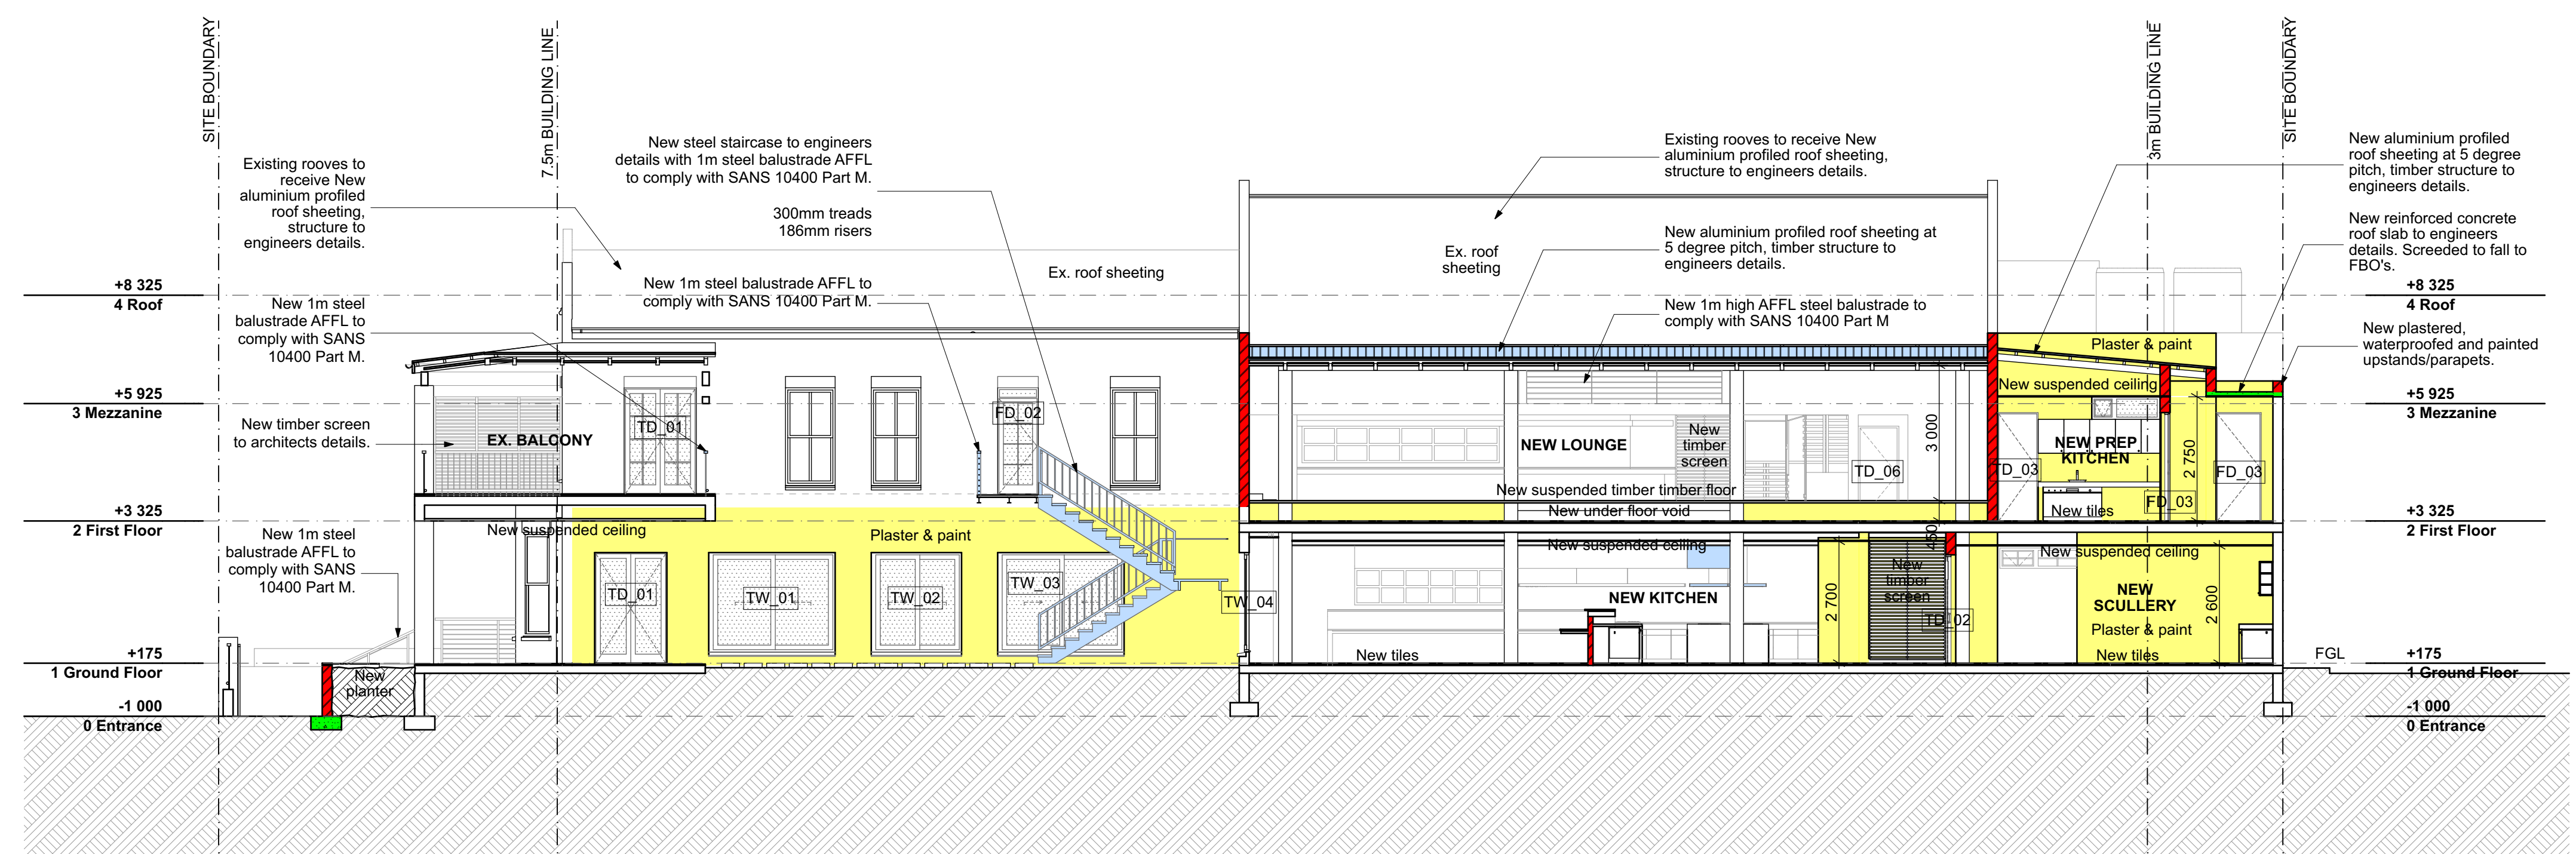 SITE BOUNDARY
7.5m BUILDING LINE
3m BUILDING LINE
SITE BOUNDARY
Existing rooves to
receive New
aluminium profiled
roof sheeting,
structure to
engineers details.
New steel staircase to engineers
details with 1m steel balustrade AFFL
to comply with SANS 10400 Part M.
300mm treads
186mm risers
New 1m steel balustrade AFFL to
comply with SANS 10400 Part M.
Ex. roof sheeting
Existing rooves to receive New
aluminium profiled roof sheeting,
structure to engineers details.
Ex. roof
sheeting
New aluminium profiled roof sheeting at
5 degree pitch, timber structure to
engineers details.
New 1m high AFFL steel balustrade to
comply with SANS 10400 Part M
New aluminium profiled
roof sheeting at 5 degree
pitch, timber structure to
engineers details.
New reinforced concrete
roof slab to engineers
details. Screeded to fall to
FBO's.
New plastered,
waterproofed and painted
upstands/parapets.
+8 325
4 Roof
+8 325
4 Roof
New 1m steel
balustrade AFFL to
comply with SANS
10400 Part M.
+5 925
3 Mezzanine
+5 925
3 Mezzanine
New timber screen
to architects details.
EX. BALCONY
TD_01
FD_02
NEW LOUNGE
New
timber
screen
TD_06
3 000
Plaster & paint
New suspended ceiling
TD_03
NEW PREP
KITCHEN
2 750
FD_03
FD_03
New tiles
New suspended timber timber floor
New under floor void
+3 325
2 First Floor
+3 325
2 First Floor
New suspended ceiling
Plaster & paint
450
New suspended ceiling
New suspended ceiling
New 1m steel
balustrade AFFL to
comply with SANS
10400 Part M.
TD_01
TW_01
TW_02
TW_03
TW_04
NEW KITCHEN
2 700
New
timber
screen
TD_02
NEW
SCULLERY
2 600
Plaster & paint
New tiles
New tiles
FGL
+175
1 Ground Floor
+175
1 Ground Floor
New
planter
-1 000
0 Entrance
-1 000
0 Entrance